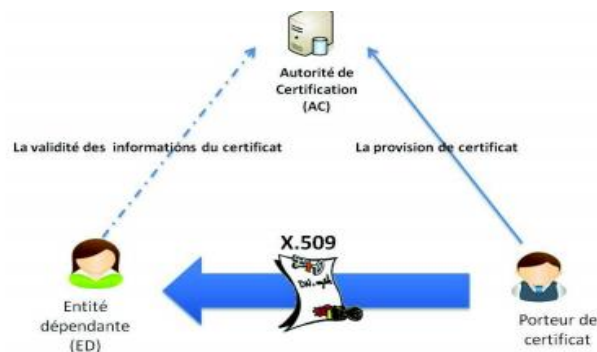 Autorité de
Certification
(AC)
La validité des informations du certificat
La provision de certificat
X.509
Entité
dépendante
(ED)
Porteur de
certificat